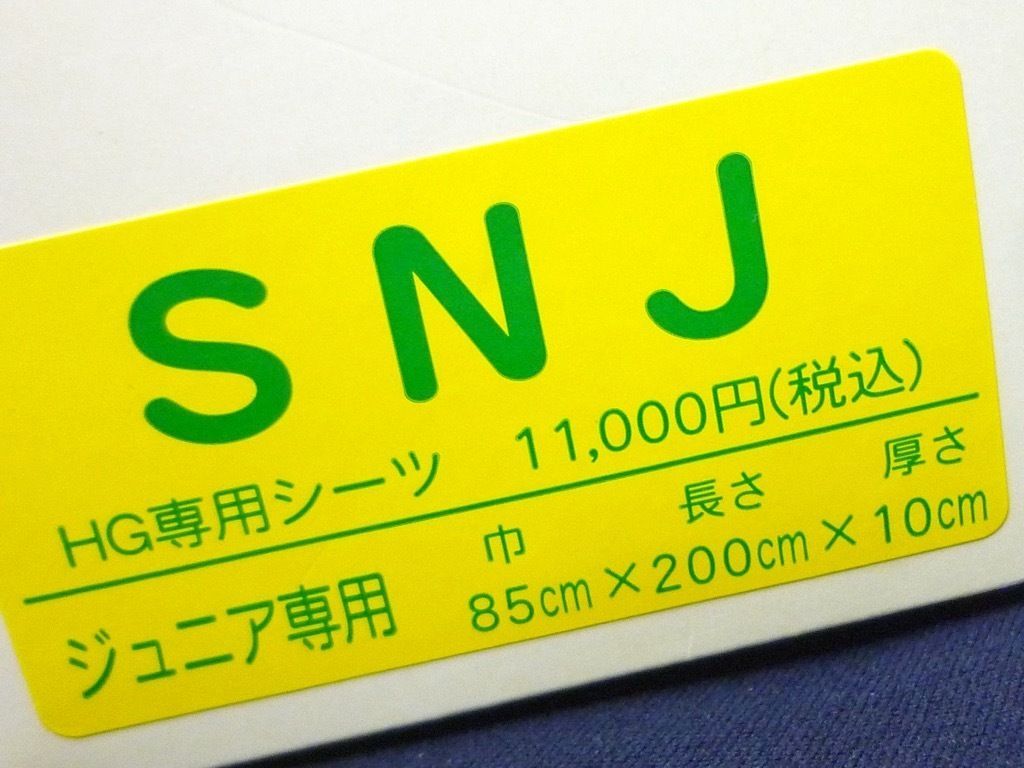 SNJ
HG専用シーツ 11,000円(税込)
巾 長さ 厚さ
ジュニア専用 85cm×200cm×10cm